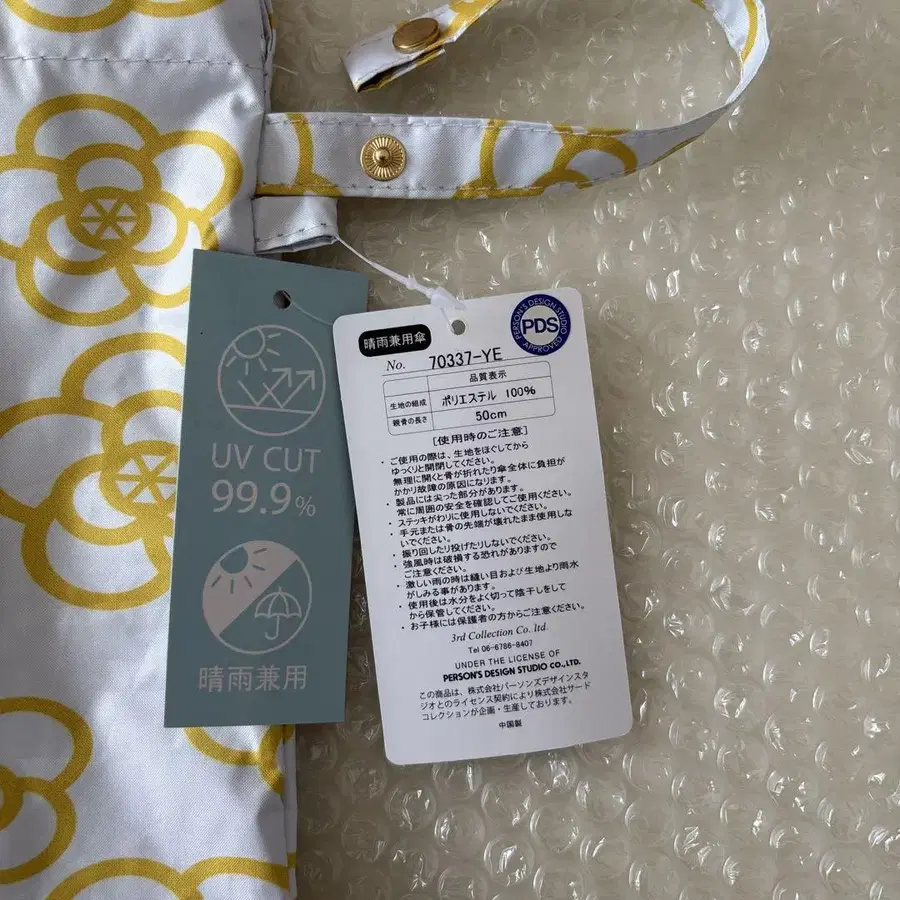 UV CUT
99.9%
晴雨兼用
晴雨兼用傘
PERSON'S DESIGN STUDIO
PDS
APPROVED
No. 70337-YE
品質表示
生地の組成 ポリエステル 100%
親骨の長さ 50cm
[使用時のご注意]
・ご使用の際は、生地をほぐしてから
ゆっくりと開閉してください。
無理に開くと骨が折れたり傘全体に負担が
かかり故障の原因になります。
・製品には尖った部分があります。
常に周囲の安全を確認してご使用ください。
・ステッキがわりに使用しないでください。
・手元または骨の先端が壊れたまま使用しな
いでください。
・振り回したり投げたりしないでください。
・強風時は破損する恐れがありますので
ご注意ください。
・激しい雨の時は縫い目および生地より雨水
がしみる事があります。
・使用後は水分をよく切って陰干しをして
から保管してください。
・お子様には保護者の方からご注意ください。
3rd Collection Co. ltd.
Tel 06-6786-8407
UNDER THE LICENSE OF
PERSON'S DESIGN STUDIO CO.,LTD.
この商品は、株式会社パーソンズデザインスタ
ジオとのライセンス契約により株式会社サード
コレクションが企画・生産しております。
中国製